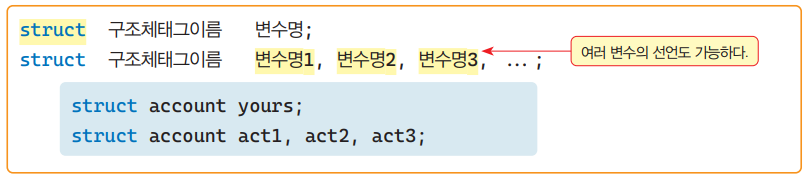 struct 구조체태그이름 변수명;
struct 구조체태그이름 변수명1, 변수명2, 변수명3, ... ;
여러 변수의 선언도 가능하다.
struct account yours;
struct account act1, act2, act3;